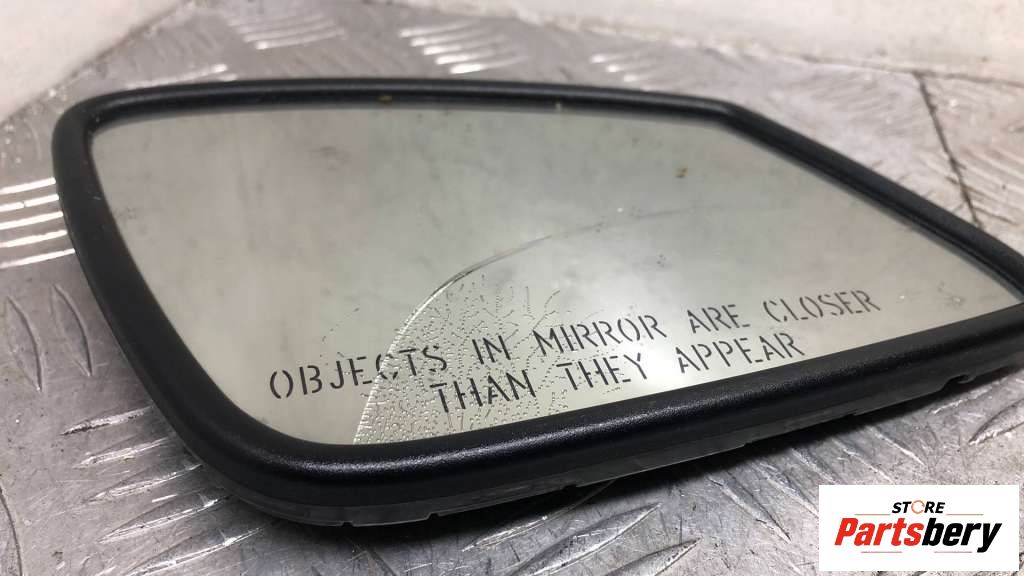 OBJECTS IN MIRROR ARE CLOSER
THAN THEY APPEAR
STORE
Partsbery